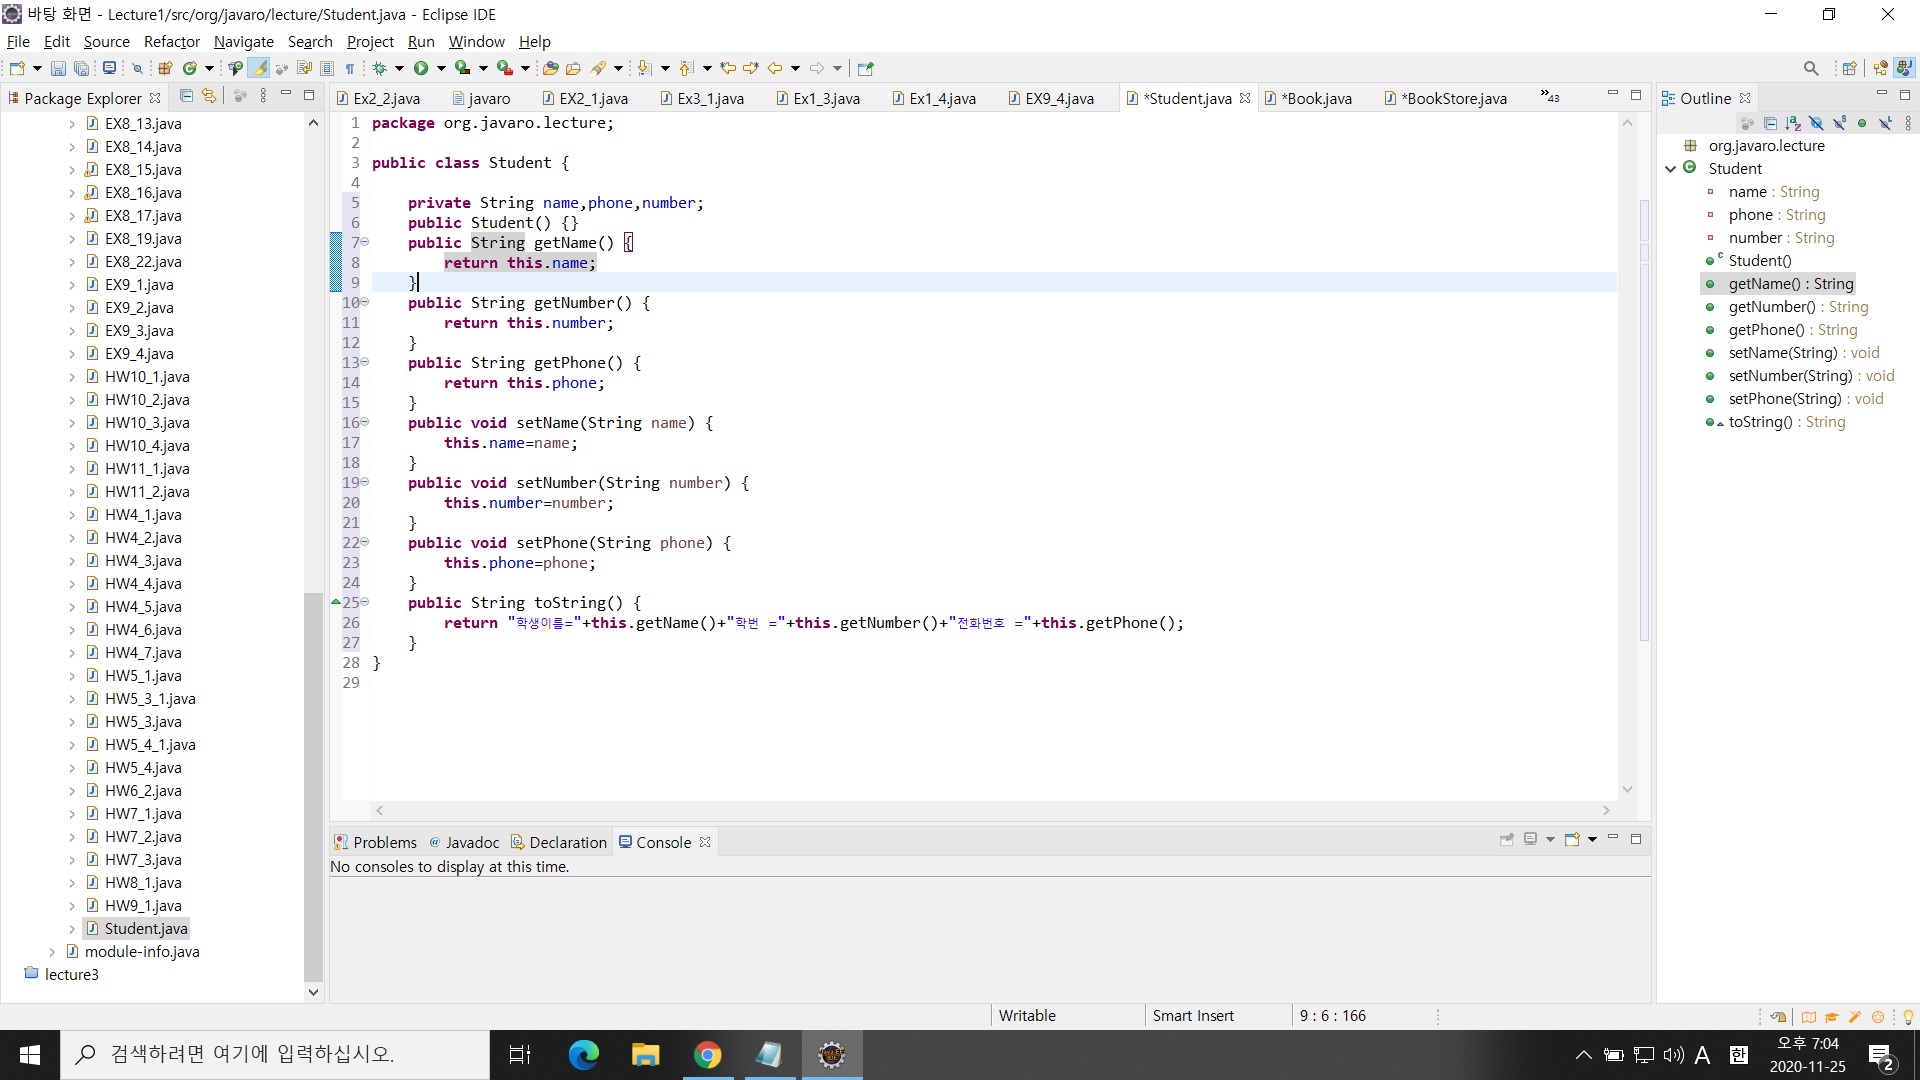 바탕 화면 - Lecture1/src/org/javaro/lecture/Student.java - Eclipse IDE
File Edit Source Refactor Navigate Search Project Run Window Help
Package Explorer
EX8_13.java
EX8_14.java
EX8_15.java
EX8_16.java
EX8_17.java
EX8_19.java
EX8_22.java
EX9_1.java
EX9_2.java
EX9_3.java
EX9_4.java
HW10_1.java
HW10_2.java
HW10_3.java
HW10_4.java
HW11_1.java
HW11_2.java
HW4_1.java
HW4_2.java
HW4_3.java
HW4_4.java
HW4_5.java
HW4_6.java
HW4_7.java
HW5_1.java
HW5_3_1.java
HW5_3.java
HW5_4_1.java
HW5_4.java
HW6_2.java
HW7_1.java
HW7_2.java
HW7_3.java
HW8_1.java
HW9_1.java
Student.java
module-info.java
lecture3
Ex2_2.java javaro EX2_1.java Ex3_1.java Ex1_3.java Ex1_4.java EX9_4.java *Student.java *Book.java *BookStore.java »43
1 package org.javaro.lecture;
2
3 public class Student {
4
5 private String name,phone,number;
6 public Student() {}
7 public String getName() {
8 return this.name;
9 }
10 public String getNumber() {
11 return this.number;
12 }
13 public String getPhone() {
14 return this.phone;
15 }
16 public void setName(String name) {
17 this.name=name;
18 }
19 public void setNumber(String number) {
20 this.number=number;
21 }
22 public void setPhone(String phone) {
23 this.phone=phone;
24 }
25 public String toString() {
26 return "학생이름="+this.getName()+"학번 ="+this.getNumber()+"전화번호 ="+this.getPhone();
27 }
28 }
29
Problems @ Javadoc Declaration Console
No consoles to display at this time.
Outline
org.javaro.lecture
Student
name : String
phone : String
number : String
Student()
getName() : String
getNumber() : String
getPhone() : String
setName(String) : void
setNumber(String) : void
setPhone(String) : void
toString() : String
Writable Smart Insert 9 : 6 : 166
검색하려면 여기에 입력하십시오.
A 한 오후 7:04
2020-11-25
2